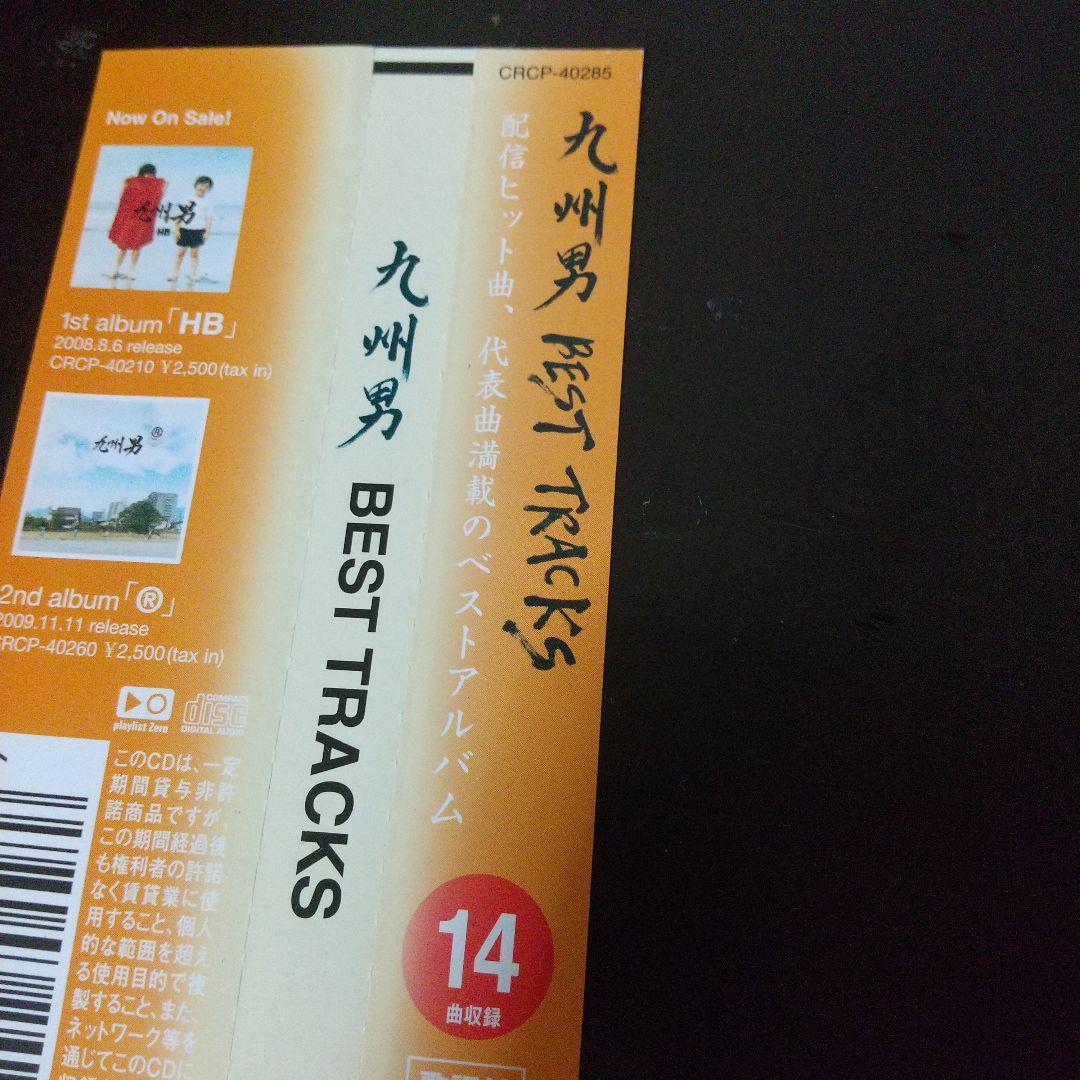 CRCP-40285
九州男 BEST TRACKS
配信ヒット曲、代表曲満載のベストアルバム
14
曲収録
九州男 BEST TRACKS
Now On Sale!
九州男
HB
1st album「HB」
2008.8.6 release
CRCP-40210 ¥2,500(tax in)
九州男®
2nd album「®」
2009.11.11 release
CRCP-40260 ¥2,500(tax in)
playlist Zero
COMPACT
disc
DIGITAL AUDIO
このCDは、一定
期間貸与非許
諾商品ですが、
この期間経過後
も権利者の許諾
なく賃貸業に使
用すること、個人
的な範囲を超え
る使用目的で複
製すること、また、
ネットワーク等を
通じてこのCDに